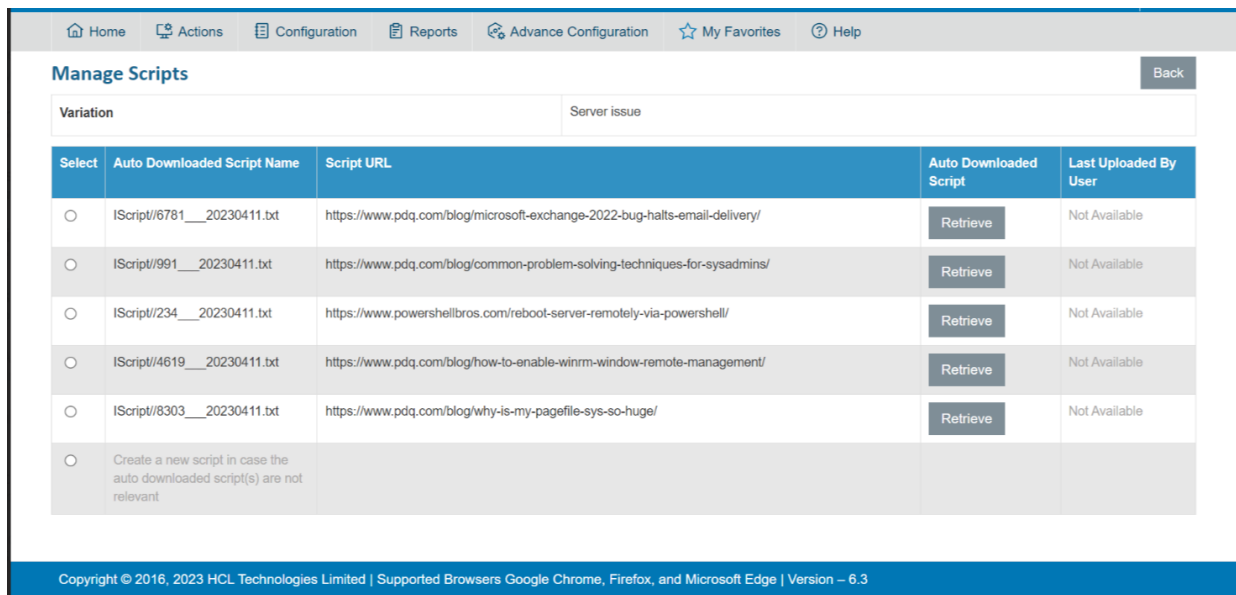 Home Actions Configuration Reports Advance Configuration My Favorites Help
Manage Scripts Back
Variation Server issue
Select Auto Downloaded Script Name Script URL Auto Downloaded Script Last Uploaded By User
IScript//6781___20230411.txt https://www.pdq.com/blog/microsoft-exchange-2022-bug-halts-email-delivery/ Retrieve Not Available
IScript//991___20230411.txt https://www.pdq.com/blog/common-problem-solving-techniques-for-sysadmins/ Retrieve Not Available
IScript//234___20230411.txt https://www.powershellbros.com/reboot-server-remotely-via-powershell/ Retrieve Not Available
IScript//4619___20230411.txt https://www.pdq.com/blog/how-to-enable-winrm-window-remote-management/ Retrieve Not Available
IScript//8303___20230411.txt https://www.pdq.com/blog/why-is-my-pagefile-sys-so-huge/ Retrieve Not Available
Create a new script in case the
auto downloaded script(s) are not
relevant
Copyright © 2016, 2023 HCL Technologies Limited | Supported Browsers Google Chrome, Firefox, and Microsoft Edge | Version – 6.3